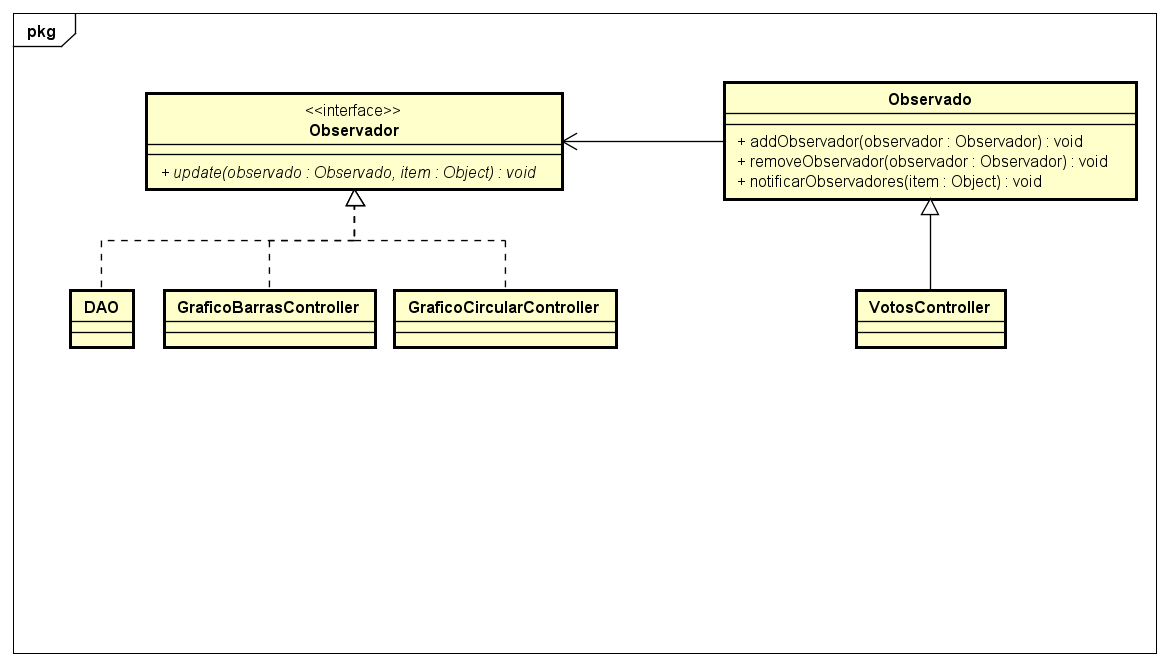 pkg
<<interface>>
Observador
+ update(observado : Observado, item : Object) : void
Observado
+ addObservador(observador : Observador) : void
+ removeObservador(observador : Observador) : void
+ notificarObservadores(item : Object) : void
DAO
GraficoBarrasController
GraficoCircularController
VotosController